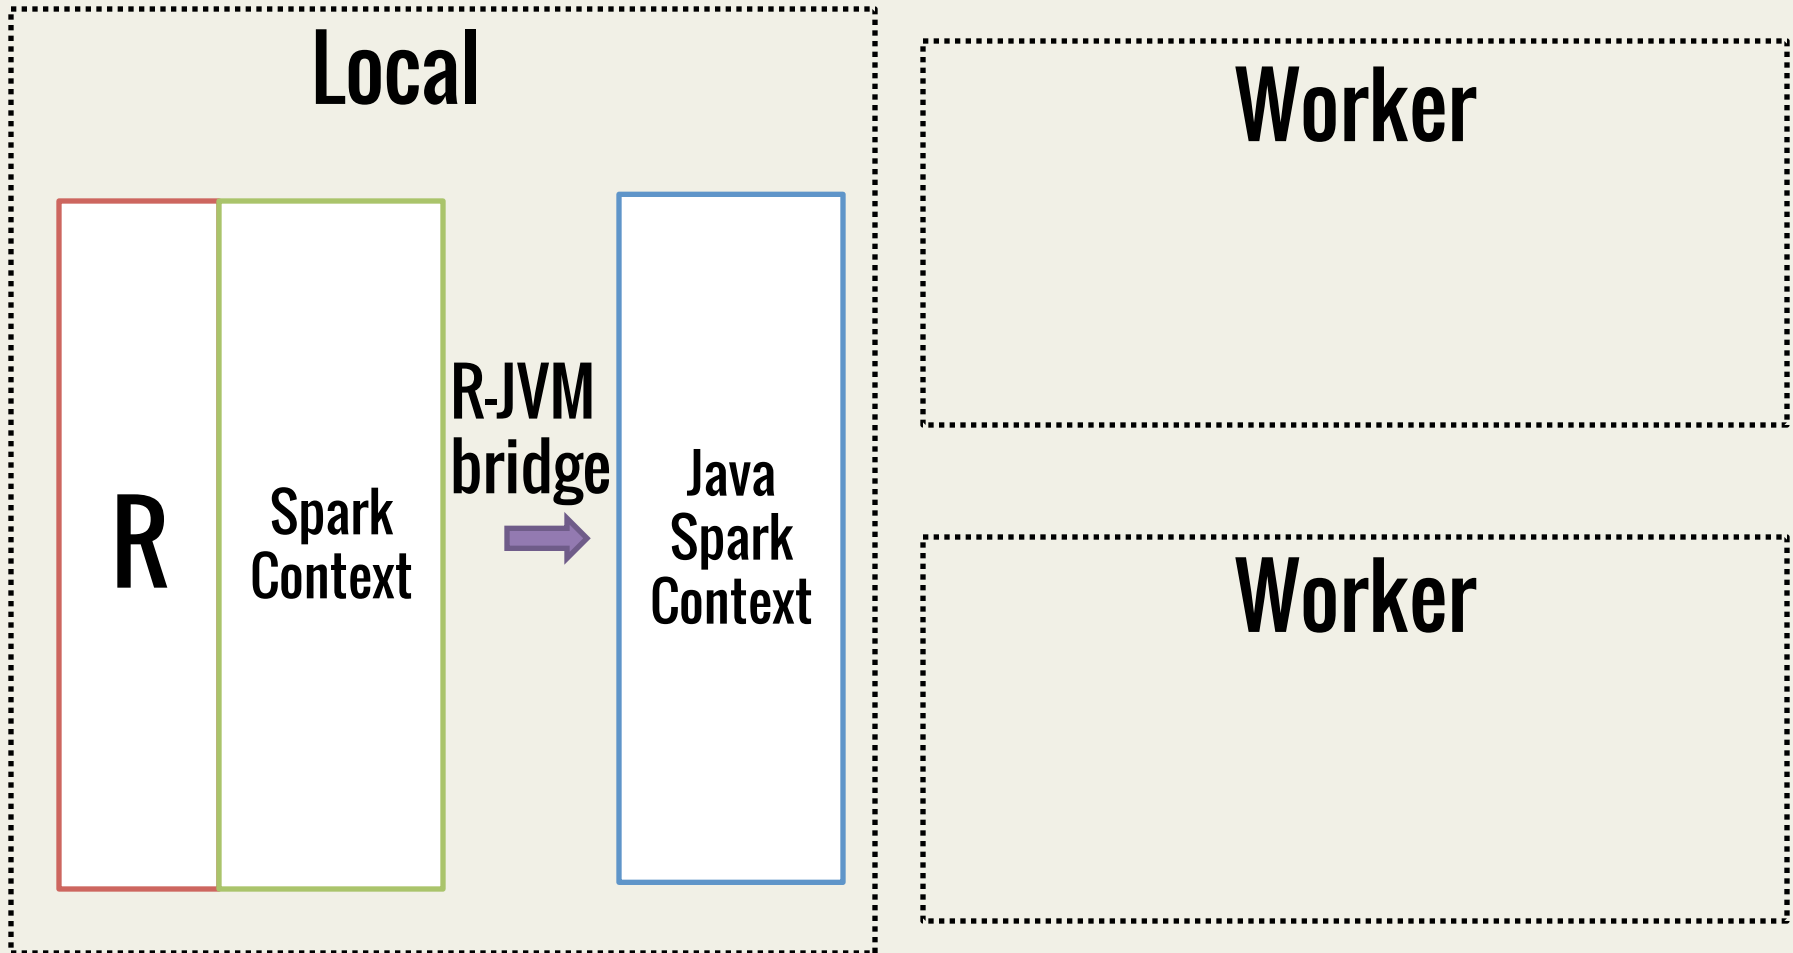 Local
R
Spark
Context
R-JVM
bridge
Java
Spark
Context
Worker
Worker